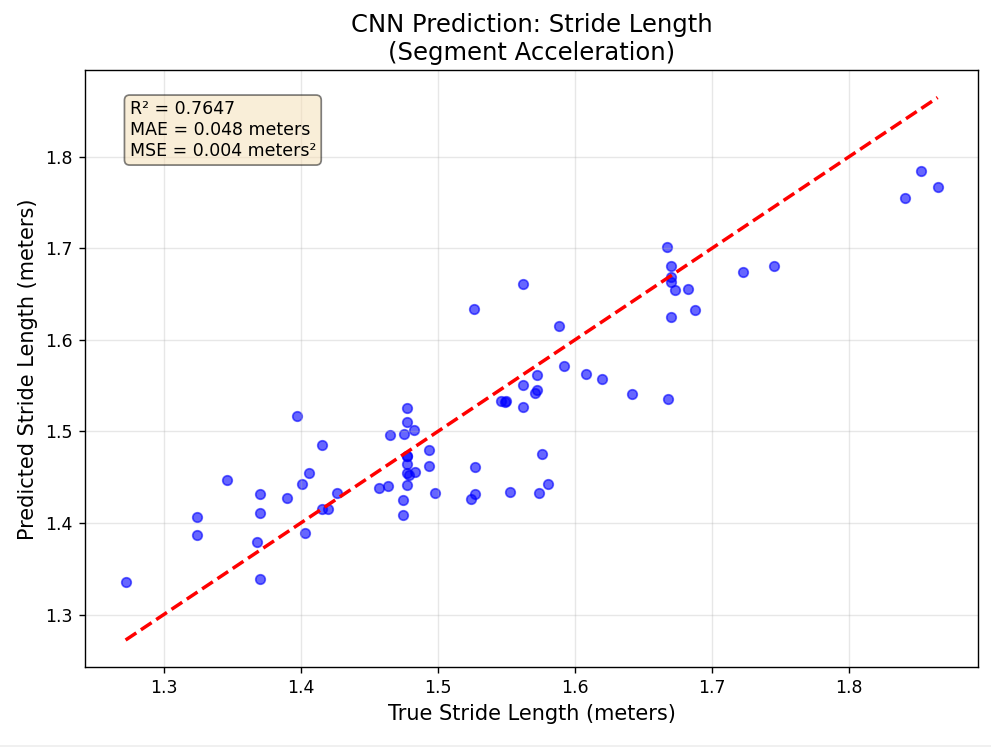 CNN Prediction: Stride Length
(Segment Acceleration)
R² = 0.7647
MAE = 0.048 meters
MSE = 0.004 meters²
Predicted Stride Length (meters)
1.8
1.7
1.6
1.5
1.4
1.3
1.3 1.4 1.5 1.6 1.7 1.8
True Stride Length (meters)